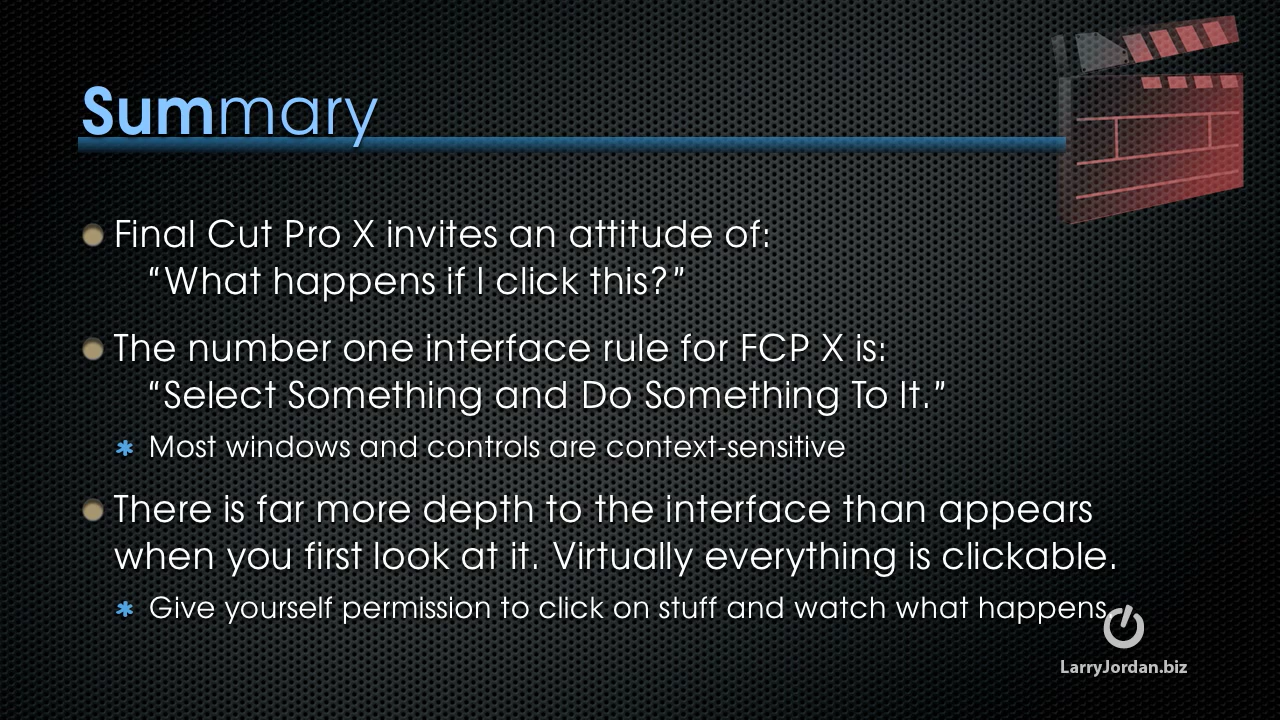 Summary
Final Cut Pro X invites an attitude of:
“What happens if I click this?”
The number one interface rule for FCP X is:
“Select Something and Do Something To It.”
Most windows and controls are context-sensitive
There is far more depth to the interface than appears
when you first look at it. Virtually everything is clickable.
Give yourself permission to click on stuff and watch what happens.
LarryJordan.biz